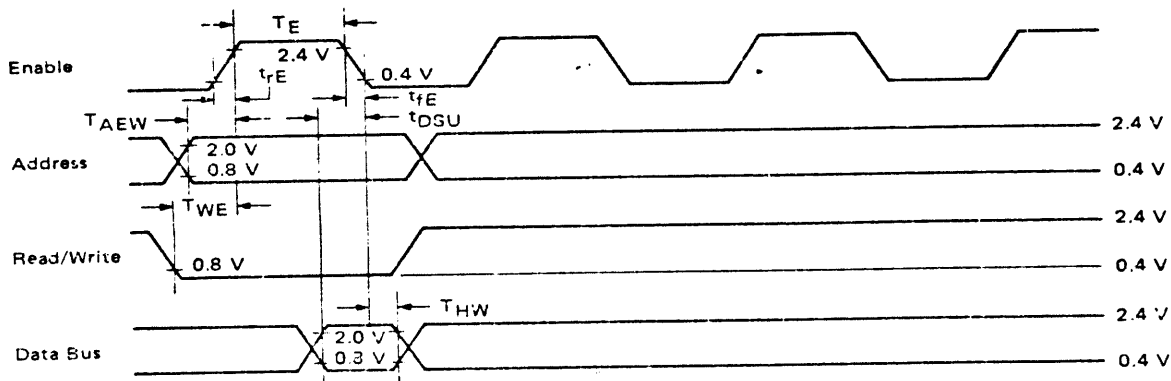 T_E
Enable
2.4 V
0.4 V
t_rE
t_fE
T_AEW
t_DSU
Address
2.0 V
0.8 V
2.4 V
0.4 V
T_WE
Read/Write
0.8 V
2.4 V
0.4 V
T_HW
Data Bus
2.0 V
0.8 V
2.4 V
0.4 V